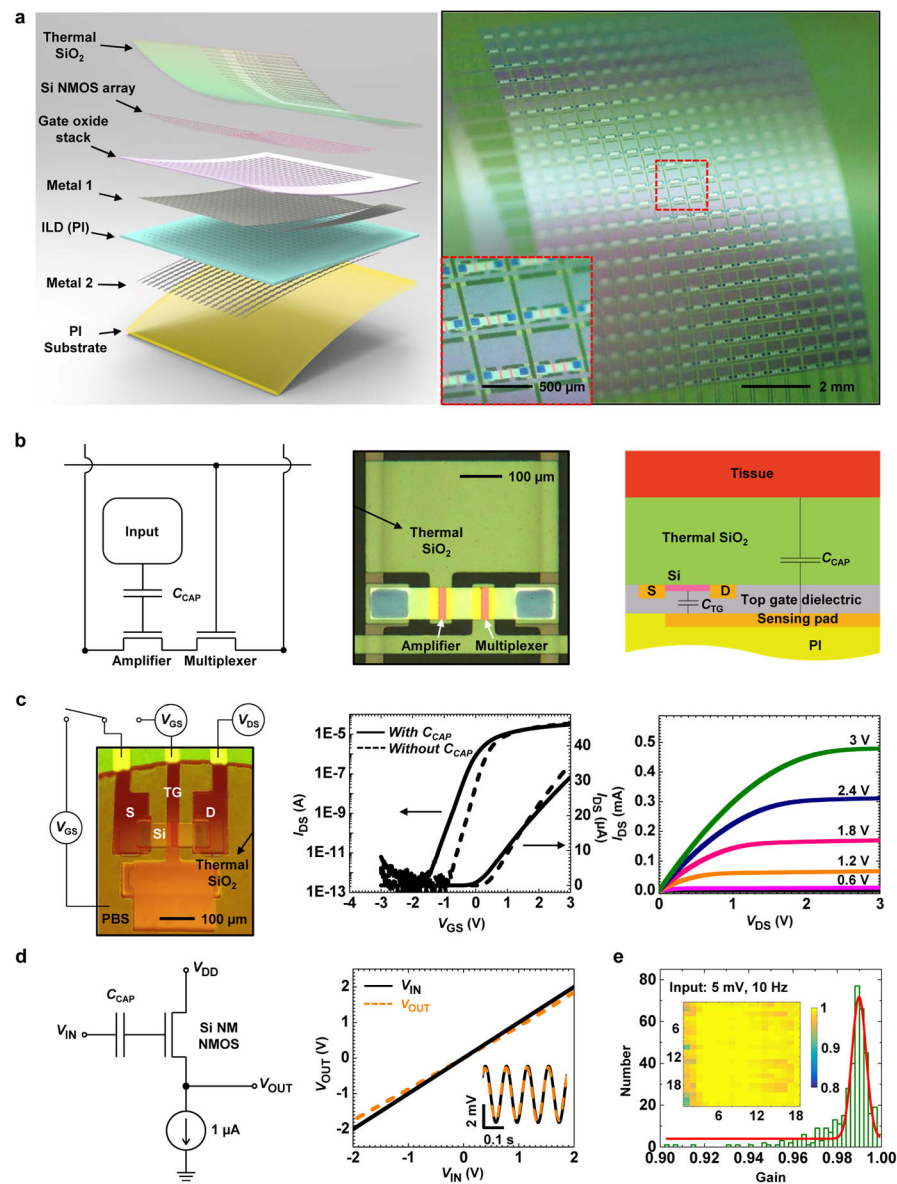 a
Thermal
SiO2
Si NMOS array
Gate oxide
stack
Metal 1
ILD (PI)
Metal 2
PI
Substrate
500 µm
2 mm
b
Input
CCAP
Amplifier
Multiplexer
100 µm
Thermal
SiO2
Amplifier
Multiplexer
Tissue
Thermal SiO2
CCAP
Si
S
D
CTG
Top gate dielectric
Sensing pad
PI
c
VGS
VDS
VGS
TG
S
D
Si
Thermal
SiO2
PBS
100 µm
With CCAP
Without CCAP
1E-5
1E-7
1E-9
1E-11
1E-13
IDS (A)
40
30
20
10
0
IDS (µA)
-4 -3 -2 -1 0 1 2 3
VGS (V)
0.5
0.4
0.3
0.2
0.1
0.0
IDS (mA)
3 V
2.4 V
1.8 V
1.2 V
0.6 V
0 1 2 3
VDS (V)
d
VDD
CCAP
VIN
Si NM
NMOS
VOUT
1 µA
VIN
VOUT
2
1
0
-1
-2
VOUT (V)
2 mV
0.1 s
-2 -1 0 1 2
VIN (V)
e
80
60
40
20
0
Number
Input: 5 mV, 10 Hz
6
12
18
6 12 18
1
0.9
0.8
0.90 0.92 0.94 0.96 0.98 1.00
Gain